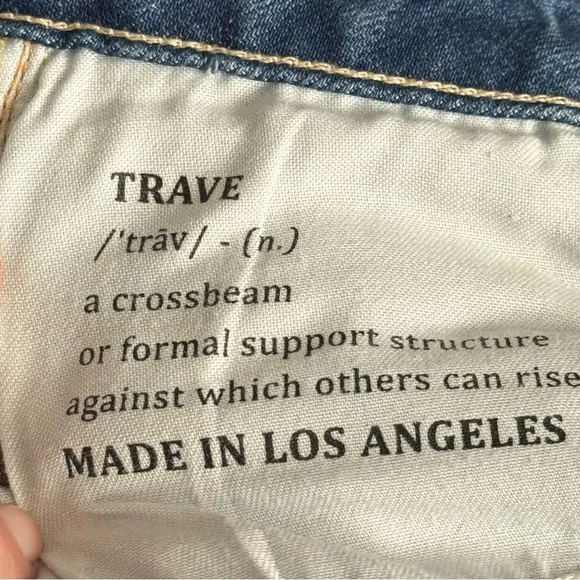 TRAVE
/'trāv/ - (n.)
a crossbeam
or formal support structure
against which others can rise
MADE IN LOS ANGELES